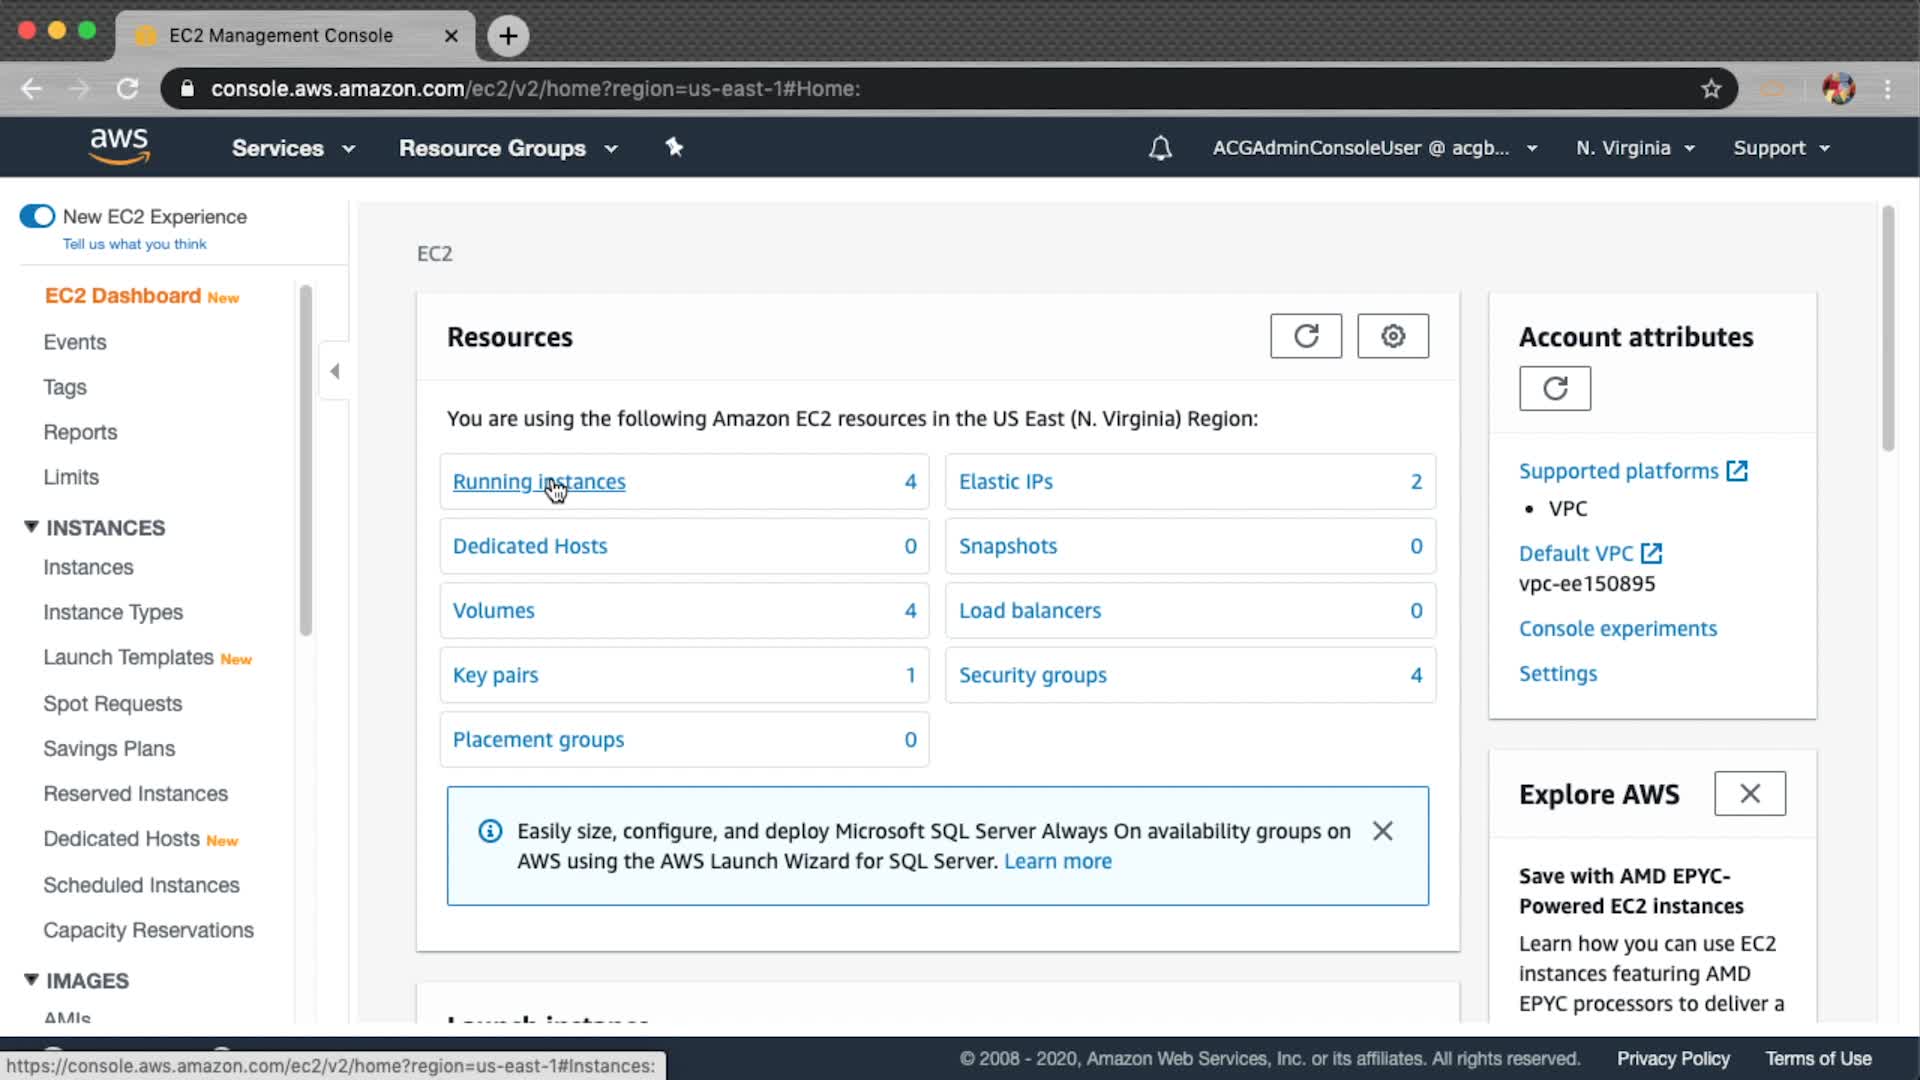 EC2 Management Console
console.aws.amazon.com/ec2/v2/home?region=us-east-1#Home:
aws
Services
Resource Groups
ACGAdminConsoleUser @ acgb...
N. Virginia
Support
New EC2 Experience
Tell us what you think
EC2 Dashboard New
Events
Tags
Reports
Limits
INSTANCES
Instances
Instance Types
Launch Templates New
Spot Requests
Savings Plans
Reserved Instances
Dedicated Hosts New
Scheduled Instances
Capacity Reservations
IMAGES
AMIs
EC2
Resources
You are using the following Amazon EC2 resources in the US East (N. Virginia) Region:
Running instances 4
Elastic IPs 2
Dedicated Hosts 0
Snapshots 0
Volumes 4
Load balancers 0
Key pairs 1
Security groups 4
Placement groups 0
Easily size, configure, and deploy Microsoft SQL Server Always On availability groups on
AWS using the AWS Launch Wizard for SQL Server. Learn more
Launch instance
Account attributes
Supported platforms
• VPC
Default VPC
vpc-ee150895
Console experiments
Settings
Explore AWS
Save with AMD EPYC-
Powered EC2 instances
Learn how you can use EC2
instances featuring AMD
EPYC processors to deliver a
https://console.aws.amazon.com/ec2/v2/home?region=us-east-1#Instances:
© 2008 - 2020, Amazon Web Services, Inc. or its affiliates. All rights reserved.
Privacy Policy
Terms of Use